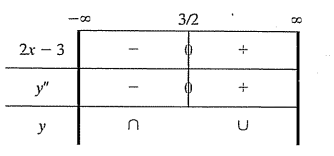 −∞ 3/2 ∞
2x − 3 − 0 +
y″ − 0 +
y ∩ ∪